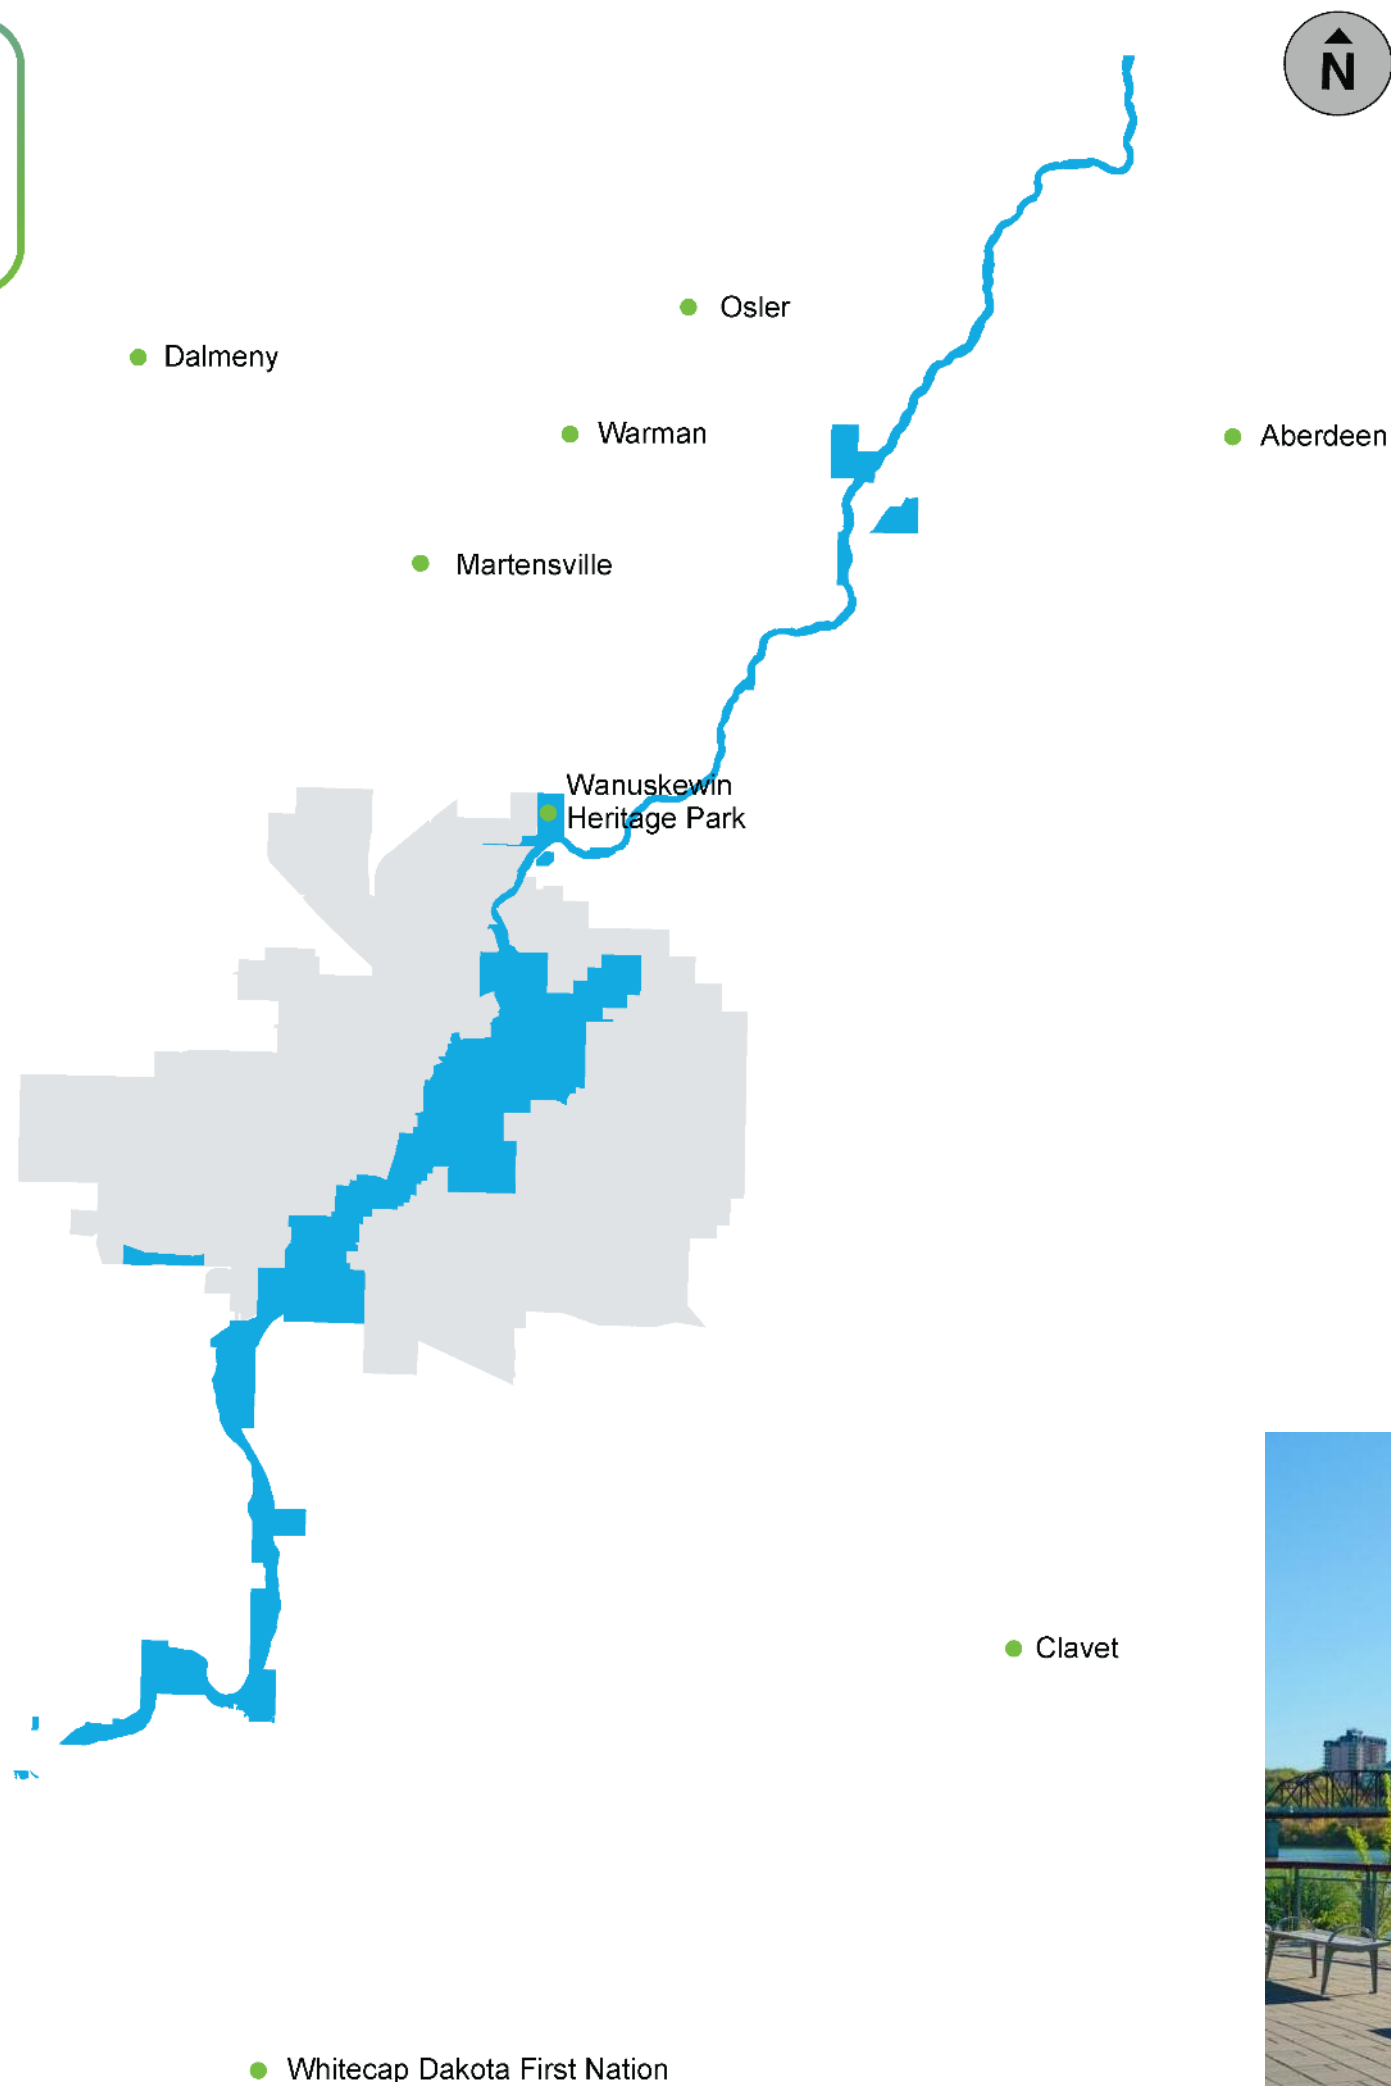 N
Osler
Dalmeny
Warman
Aberdeen
Martensville
Wanuskewin
Heritage Park
Clavet
Whitecap Dakota First Nation